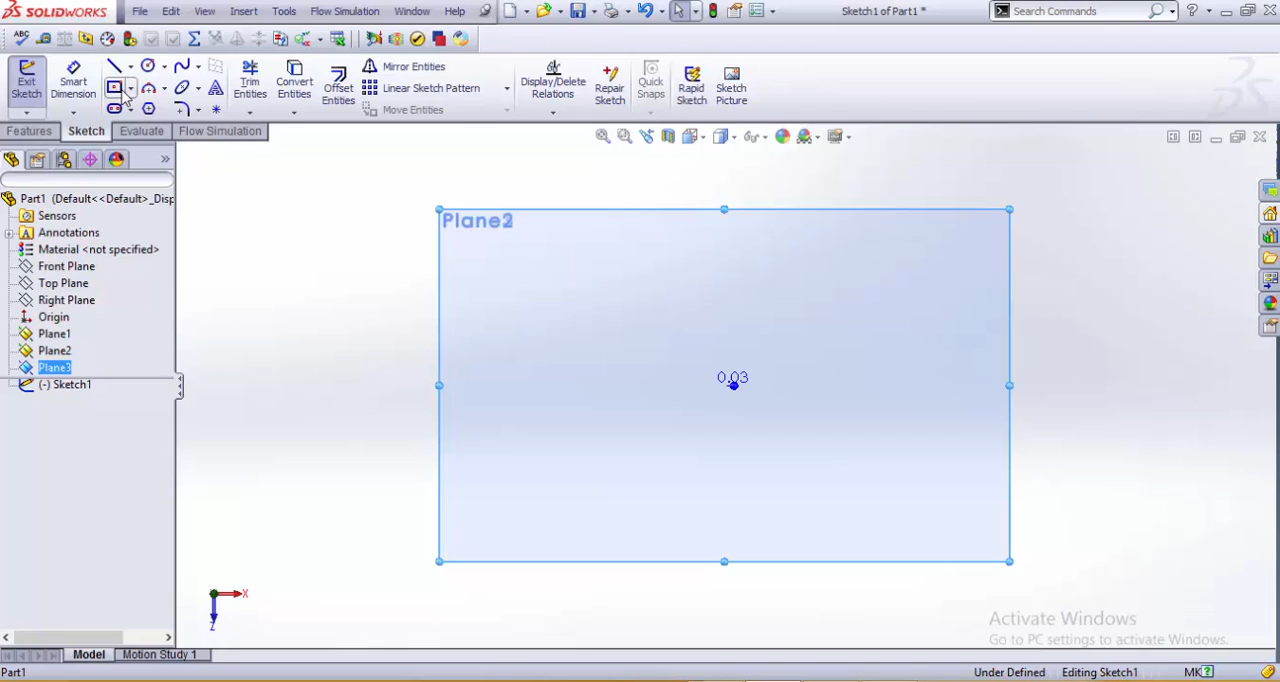 SOLIDWORKS
File Edit View Insert Tools Flow Simulation Window Help
Sketch1 of Part1 *
Search Commands
Exit Sketch
Smart Dimension
Trim Entities
Convert Entities
Offset Entities
Mirror Entities
Linear Sketch Pattern
Move Entities
Display/Delete Relations
Repair Sketch
Quick Snaps
Rapid Sketch
Sketch Picture
Features Sketch Evaluate Flow Simulation
Part1 (Default<<Default>_Disp
Sensors
Annotations
Material <not specified>
Front Plane
Top Plane
Right Plane
Origin
Plane1
Plane2
Plane3
(-) Sketch1
0.03
X
Z
Activate Windows
Go to PC settings to activate Windows.
Model Motion Study 1
Part1
Under Defined Editing Sketch1 MK